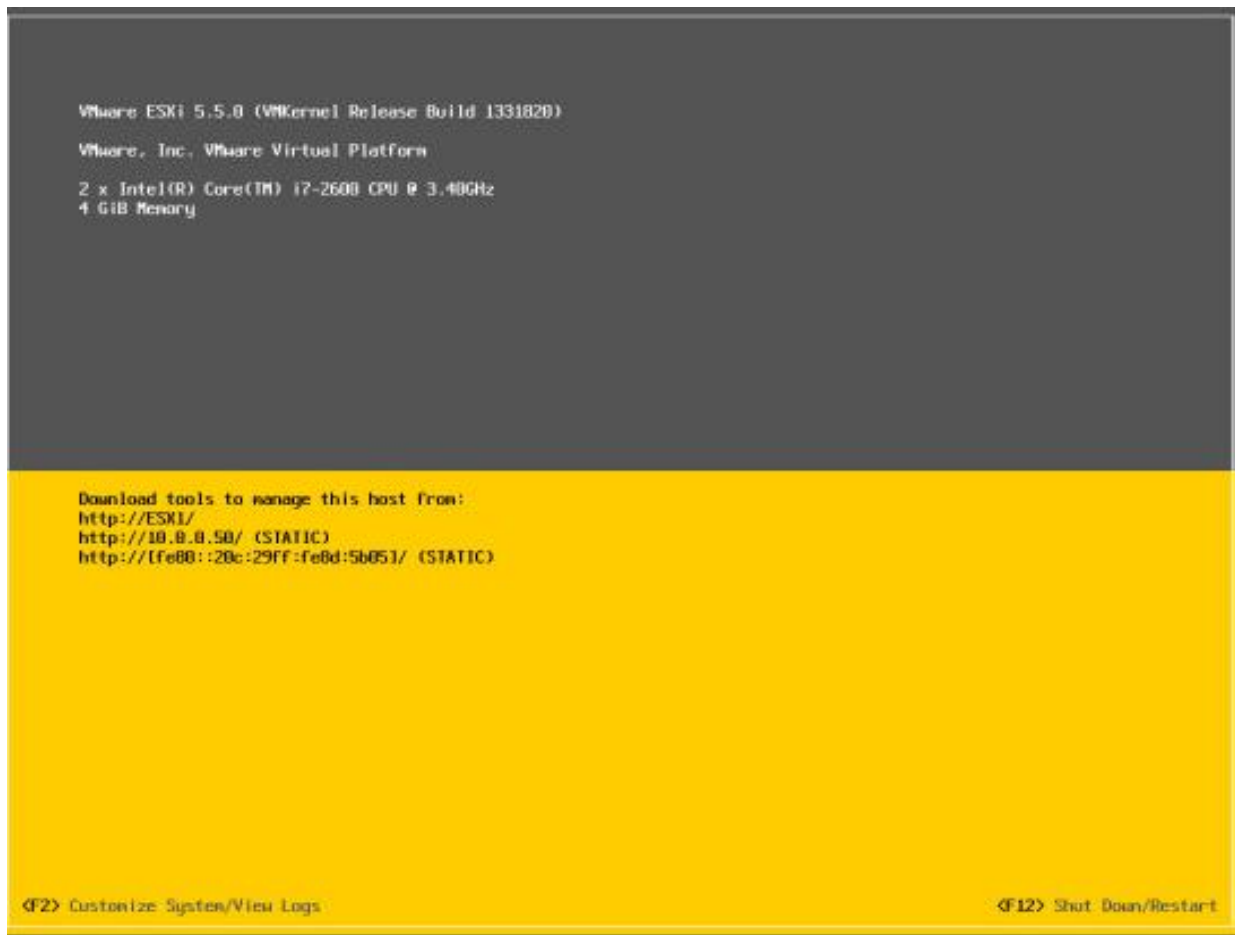 VMware ESXi 5.5.0 (VMKernel Release Build 1331820)
VMware, Inc. VMware Virtual Platform
2 x Intel(R) Core(TM) i7-2600 CPU @ 3.40GHz
4 GiB Memory
Download tools to manage this host from:
http://ESX1/
http://10.0.0.50/ (STATIC)
http://[fe80::20c:29ff:fe8d:5b05]/ (STATIC)
<F2> Customize System/View Logs
<F12> Shut Down/Restart